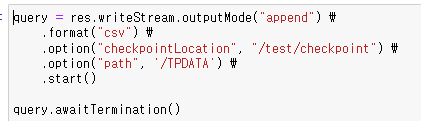 query = res.writeStream.outputMode("append") ₩
    .format("csv") ₩
    .option("checkpointLocation", "/test/checkpoint") ₩
    .option("path", '/TPDATA') ₩
    .start()

query.awaitTermination()